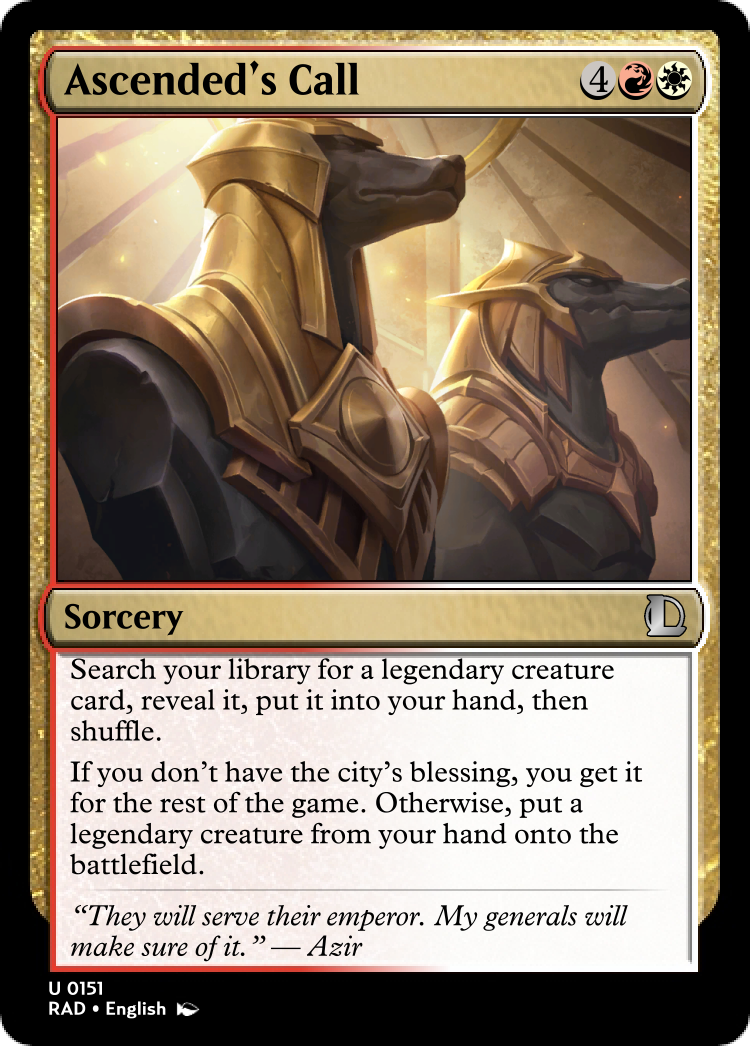 Ascended's Call 4
Sorcery
Search your library for a legendary creature
card, reveal it, put it into your hand, then
shuffle.
If you don’t have the city’s blessing, you get it
for the rest of the game. Otherwise, put a
legendary creature from your hand onto the
battlefield.
“They will serve their emperor. My generals will
make sure of it.” — Azir
U 0151
RAD • English